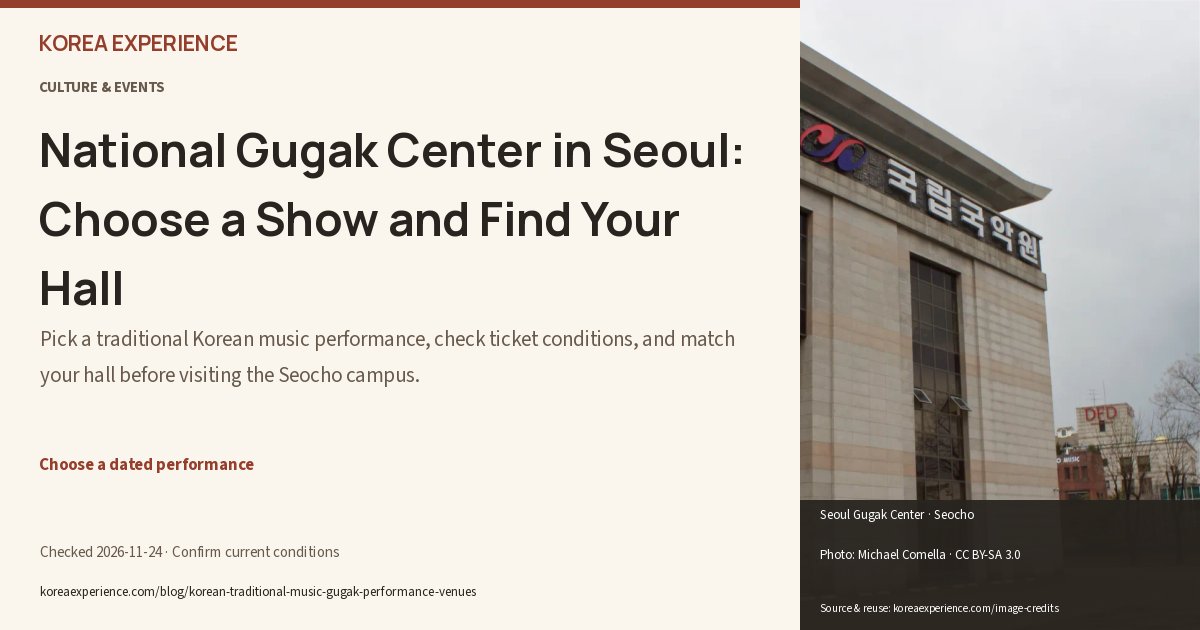 KOREA EXPERIENCE
CULTURE & EVENTS
National Gugak Center in Seoul:
Choose a Show and Find Your
Hall
Pick a traditional Korean music performance, check ticket conditions, and match
your hall before visiting the Seocho campus.
Choose a dated performance
Checked 2026-11-24 · Confirm current conditions
koreaexperience.com/blog/korean-traditional-music-gugak-performance-venues
국립국악원
DFD
O MUSIC
Seoul Gugak Center · Seocho
Photo: Michael Comella · CC BY-SA 3.0
Source & reuse: koreaexperience.com/image-credits